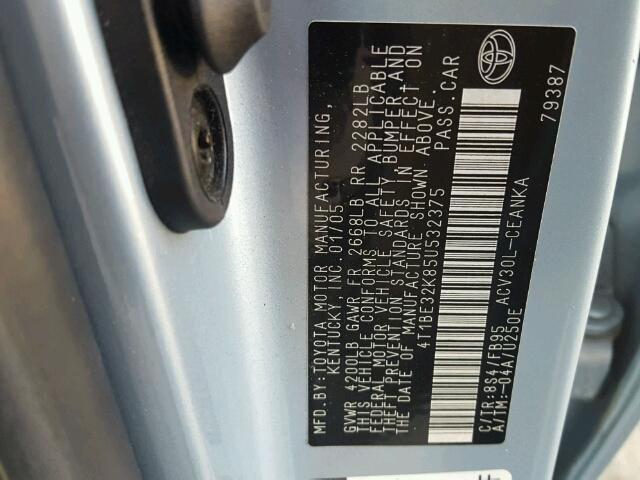 MFD. BY: TOYOTA MOTOR MANUFACTURING,
KENTUCKY, INC. 01/05
GVWR 4200LB GAWR FR 2668LB RR 2282LB
THIS VEHICLE CONFORMS TO ALL APPLICABLE
FEDERAL MOTOR VEHICLE SAFETY, BUMPER, AND
THEFT PREVENTION STANDARDS IN EFFECT ON
THE DATE OF MANUFACTURE SHOWN ABOVE.
4T1BE32K85U532375 PASS. CAR
C/TR: 8S4/FB95 ACV30L-CEANKA
A/TM: -04A/U250E 79387